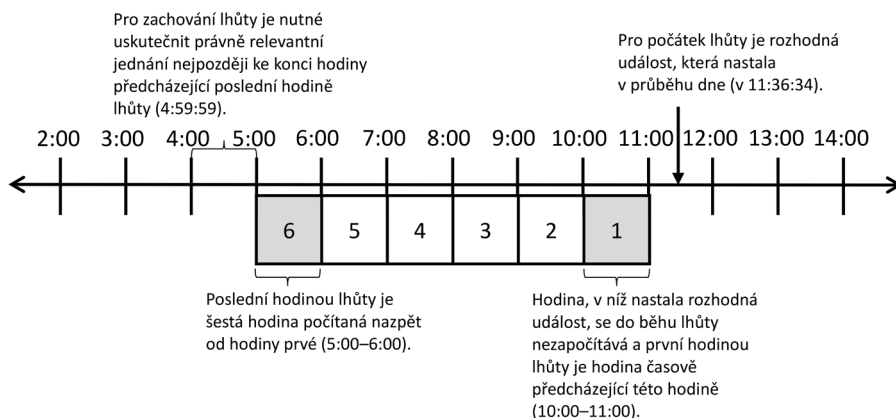 Pro zachování lhůty je nutné
uskutečnit právně relevantní
jednání nejpozději ke konci hodiny
předcházející poslední hodině
lhůty (4:59:59).
Pro počátek lhůty je rozhodná
událost, která nastala
v průběhu dne (v 11:36:34).
2:00 3:00 4:00 5:00 6:00 7:00 8:00 9:00 10:00 11:00 12:00 13:00 14:00
6 5 4 3 2 1
Poslední hodinou lhůty je
šestá hodina počítaná nazpět
od hodiny prvé (5:00–6:00).
Hodina, v níž nastala rozhodná
událost, se do běhu lhůty
nezapočítává a první hodinou
lhůty je hodina časově
předcházející této hodině
(10:00–11:00).